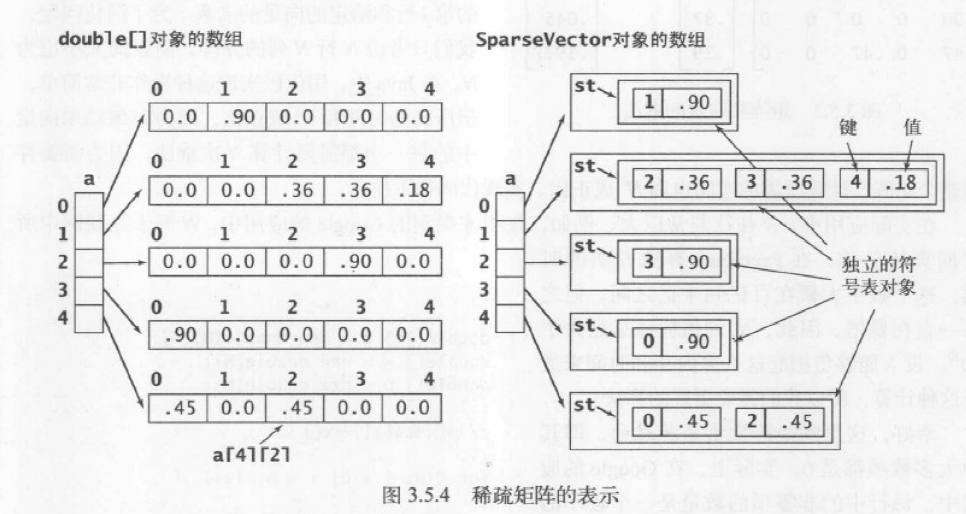 double[]对象的数组
0 1 2 3 4
0.0 .90 0.0 0.0 0.0
0 1 2 3 4
0.0 0.0 .36 .36 .18
0 1 2 3 4
0.0 0.0 0.0 .90 0.0
0 1 2 3 4
.90 0.0 0.0 0.0 0.0
0 1 2 3 4
.45 0.0 .45 0.0 0.0
a
0
1
2
3
4
a[4][2]
SparseVector对象的数组
st
1 .90
键 值
st
2 .36 3 .36 4 .18
st
3 .90
st
0 .90
st
0 .45 2 .45
a
0
1
2
3
4
独立的符
号表对象
图 3.5.4 稀疏矩阵的表示